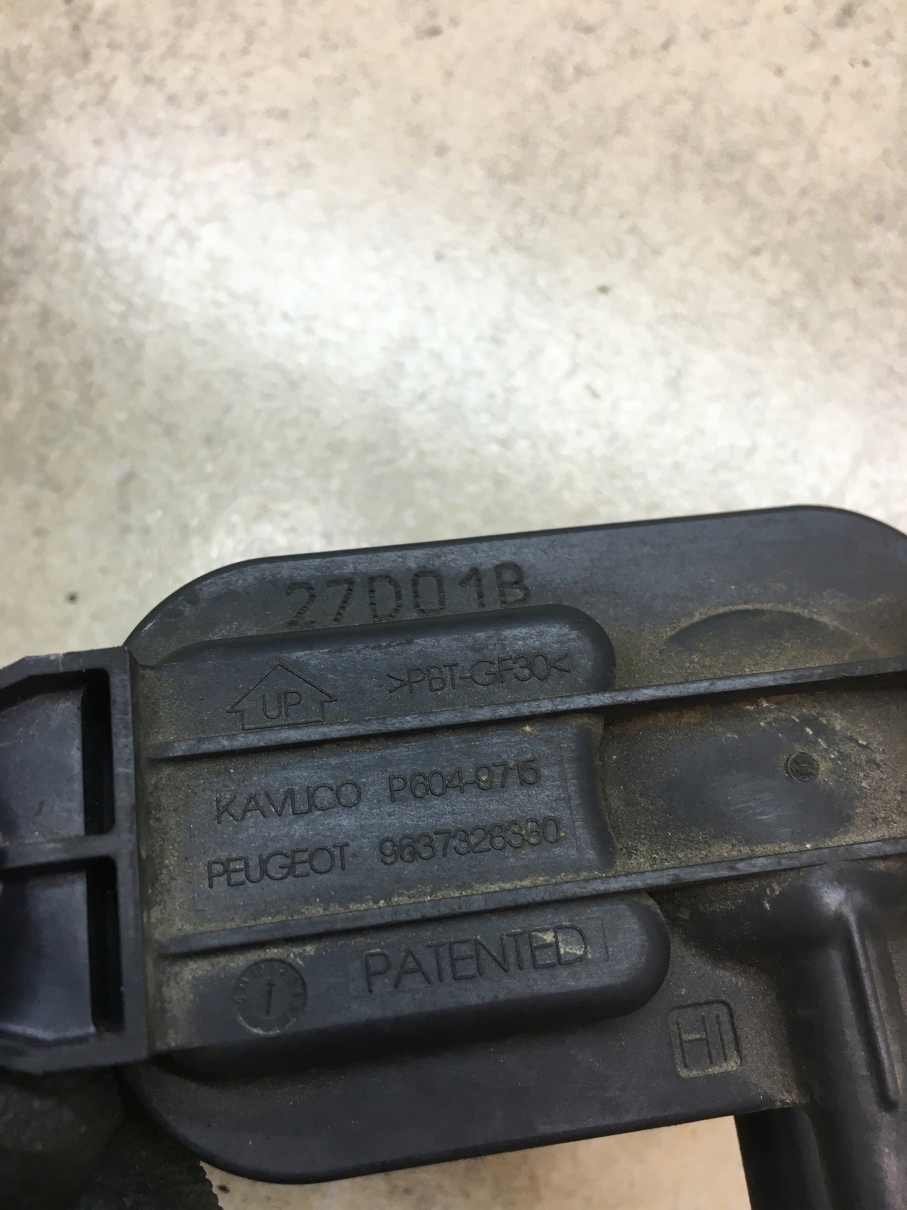 27D01B
UP
>PBT-GF30<
KAVLICO P604-9715
PEUGEOT 9637328380
PATENTED
HI